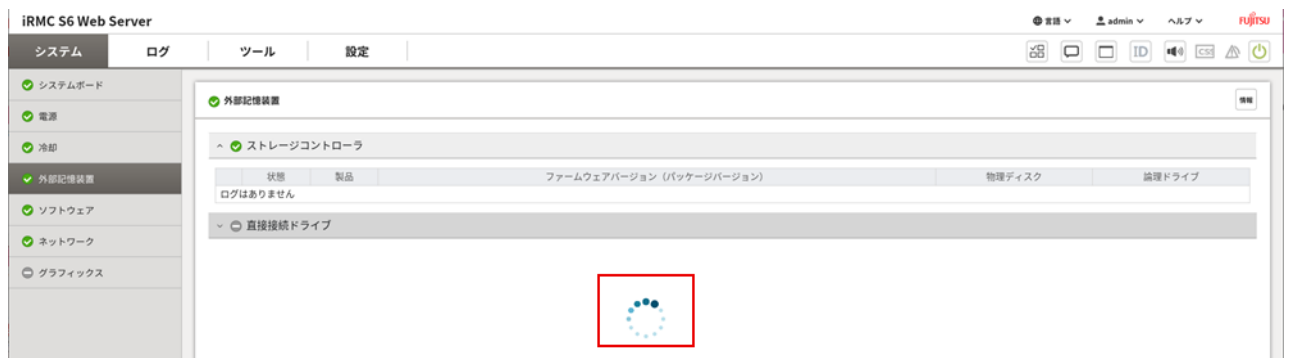 iRMC S6 Web Server
言語 admin ヘルプ FUJITSU
システム ログ ツール 設定
ID CSS
システムボード
電源
冷却
外部記憶装置
ソフトウェア
ネットワーク
グラフィックス
外部記憶装置 情報
ストレージコントローラ
状態 製品 ファームウェアバージョン（パッケージバージョン） 物理ディスク 論理ドライブ
ログはありません
直接接続ドライブ